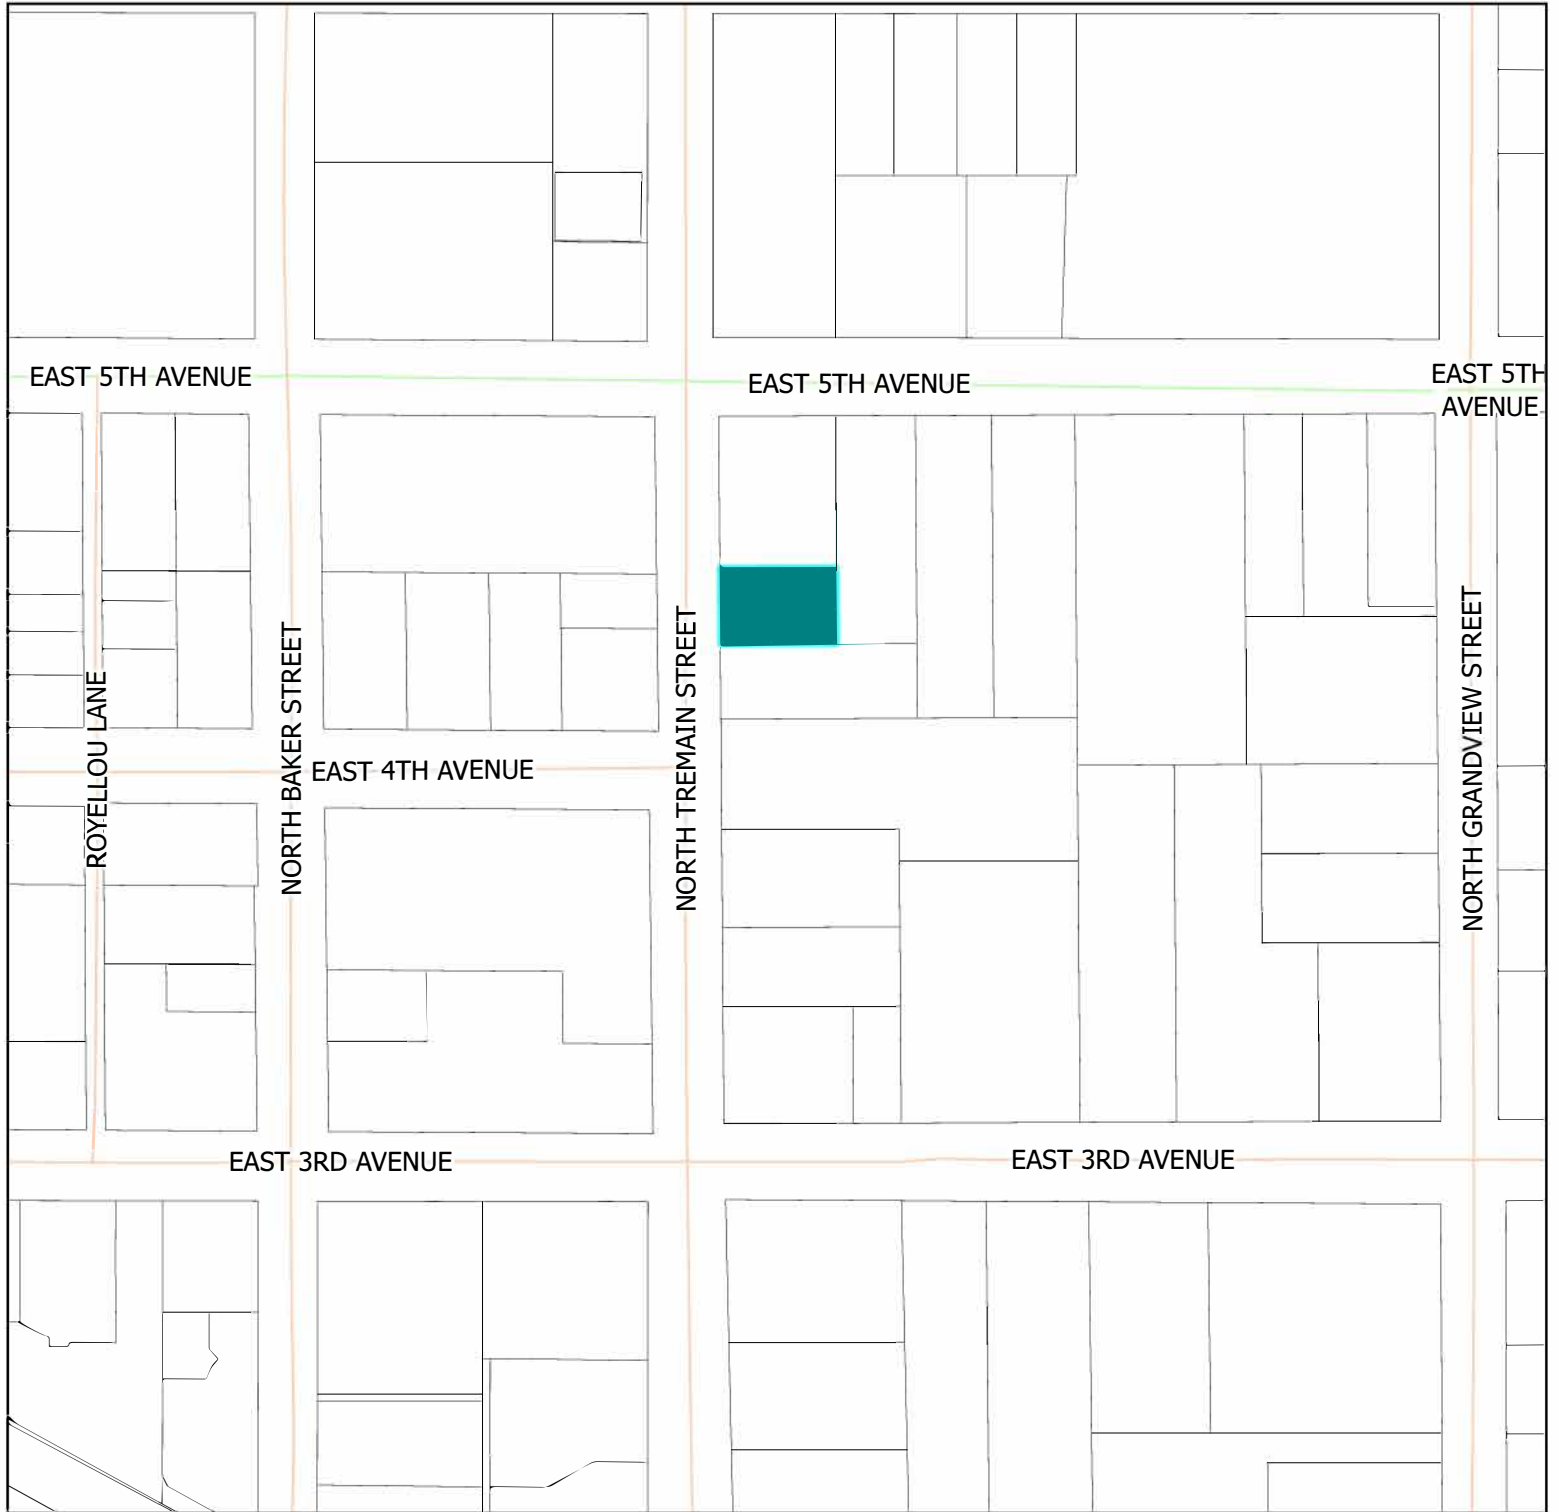 EAST 5TH AVENUE
EAST 5TH AVENUE
EAST 5TH
AVENUE
ROYELLOU LANE
NORTH BAKER STREET
EAST 4TH AVENUE
NORTH TREMAIN STREET
NORTH GRANDVIEW STREET
EAST 3RD AVENUE
EAST 3RD AVENUE